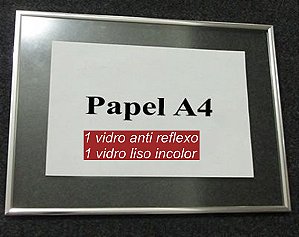 Papel A4
1 vidro anti reflexo
1 vidro liso incolor